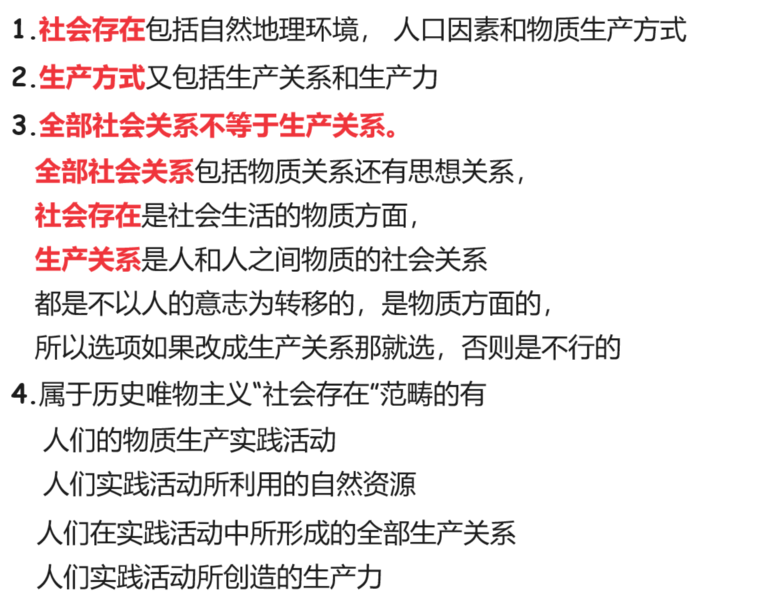 1.社会存在包括自然地理环境， 人口因素和物质生产方式
2.生产方式又包括生产关系和生产力
3.全部社会关系不等于生产关系。
全部社会关系包括物质关系还有思想关系，
社会存在是社会生活的物质方面，
生产关系是人和人之间物质的社会关系
都是不以人的意志为转移的，是物质方面的，
所以选项如果改成生产关系那就选，否则是不行的
4.属于历史唯物主义“社会存在”范畴的有
人们的物质生产实践活动
人们实践活动所利用的自然资源
人们在实践活动中所形成的全部生产关系
人们实践活动所创造的生产力